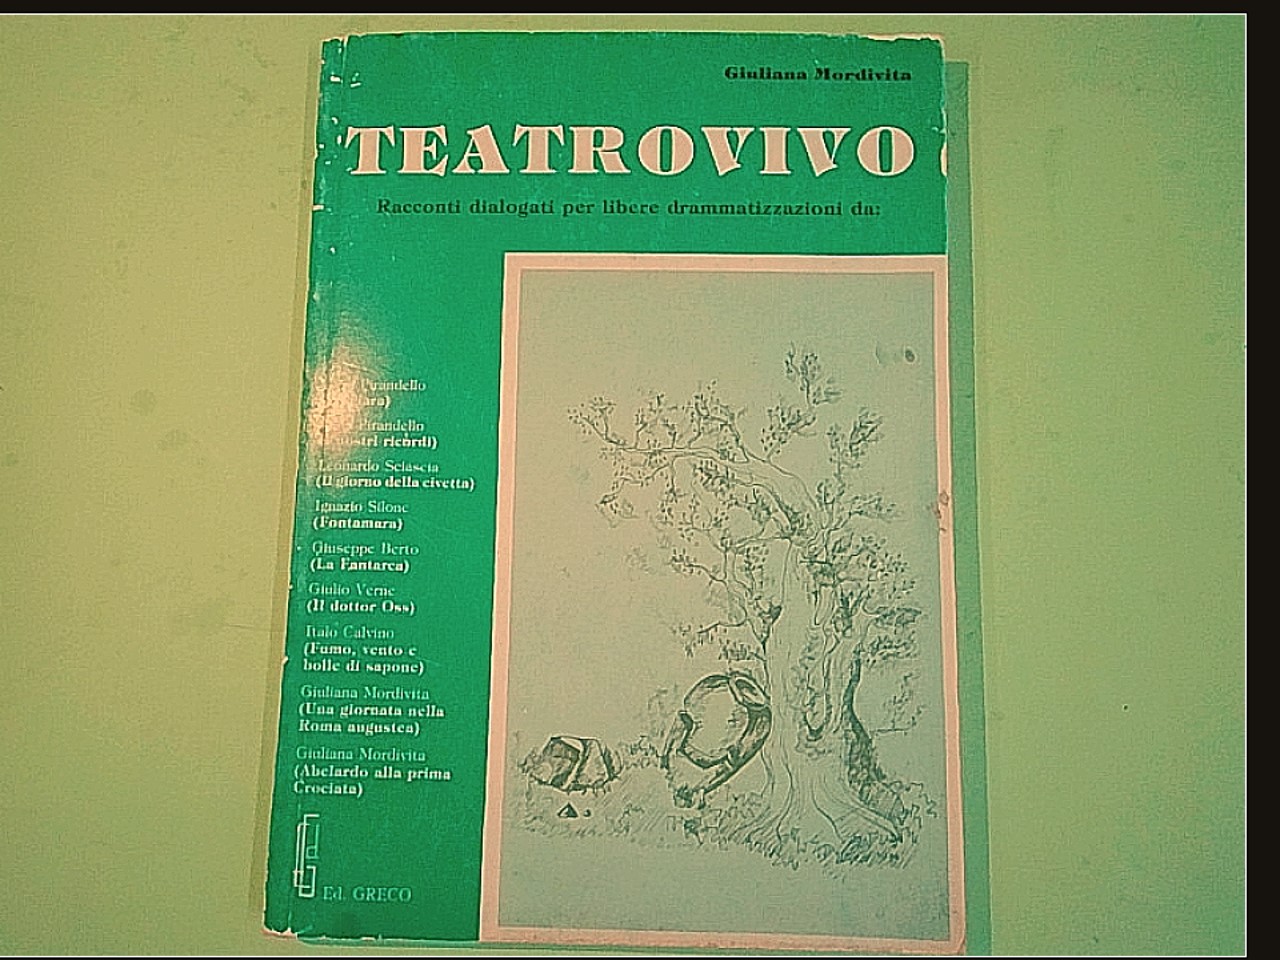 Giuliana Mordivita
TEATROVIVO
Racconti dialogati per libere drammatizzazioni da:
Pirandello
Pirandello
nostri ricordi)
Leonardo Sciascia
(Il giorno della civetta)
Ignazio Silone
(Fontamara)
Giuseppe Berto
(La Fantarca)
Giulio Verne
(Il dottor Oss)
Italo Calvino
(Fumo, vento e
bolle di sapone)
Giuliana Mordivita
(Una giornata nella
Roma augustea)
Giuliana Mordivita
(Abelardo alla prima
Crociata)
Ed. GRECO